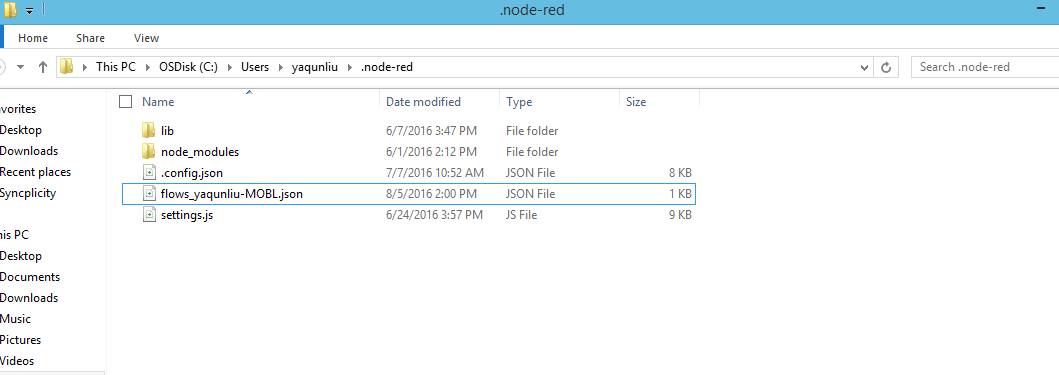 .node-red
Home Share View
This PC OSDisk (C:) Users yaqunliu .node-red Search .node-red
avorites
Desktop
Downloads
Recent places
Syncplicity
his PC
Desktop
Documents
Downloads
Music
Pictures
Videos
Name Date modified Type Size
lib 6/7/2016 3:47 PM File folder
node_modules 6/1/2016 2:12 PM File folder
.config.json 7/7/2016 10:52 AM JSON File 8 KB
flows_yaqunliu-MOBL.json 8/5/2016 2:00 PM JSON File 1 KB
settings.js 6/24/2016 3:57 PM JS File 9 KB